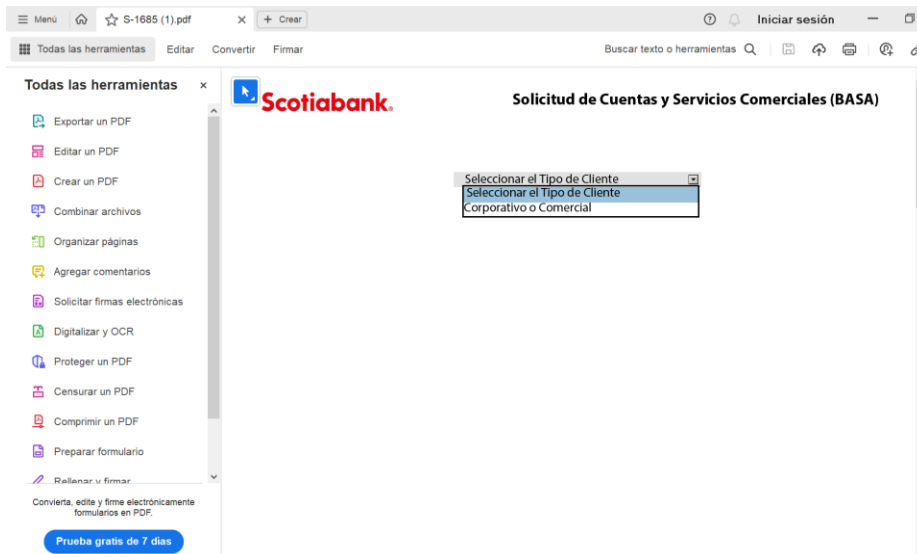 Menú
S-1685 (1).pdf
+ Crear
Iniciar sesión
Todas las herramientas
Editar
Convertir
Firmar
Buscar texto o herramientas
Todas las herramientas
Exportar un PDF
Editar un PDF
Crear un PDF
Combinar archivos
Organizar páginas
Agregar comentarios
Solicitar firmas electrónicas
Digitalizar y OCR
Proteger un PDF
Censurar un PDF
Comprimir un PDF
Preparar formulario
Rellenar y firmar
Convierta, edite y firme electrónicamente
formularios en PDF.
Prueba gratis de 7 días
Scotiabank.
Solicitud de Cuentas y Servicios Comerciales (BASA)
Seleccionar el Tipo de Cliente
Seleccionar el Tipo de Cliente
Corporativo o Comercial